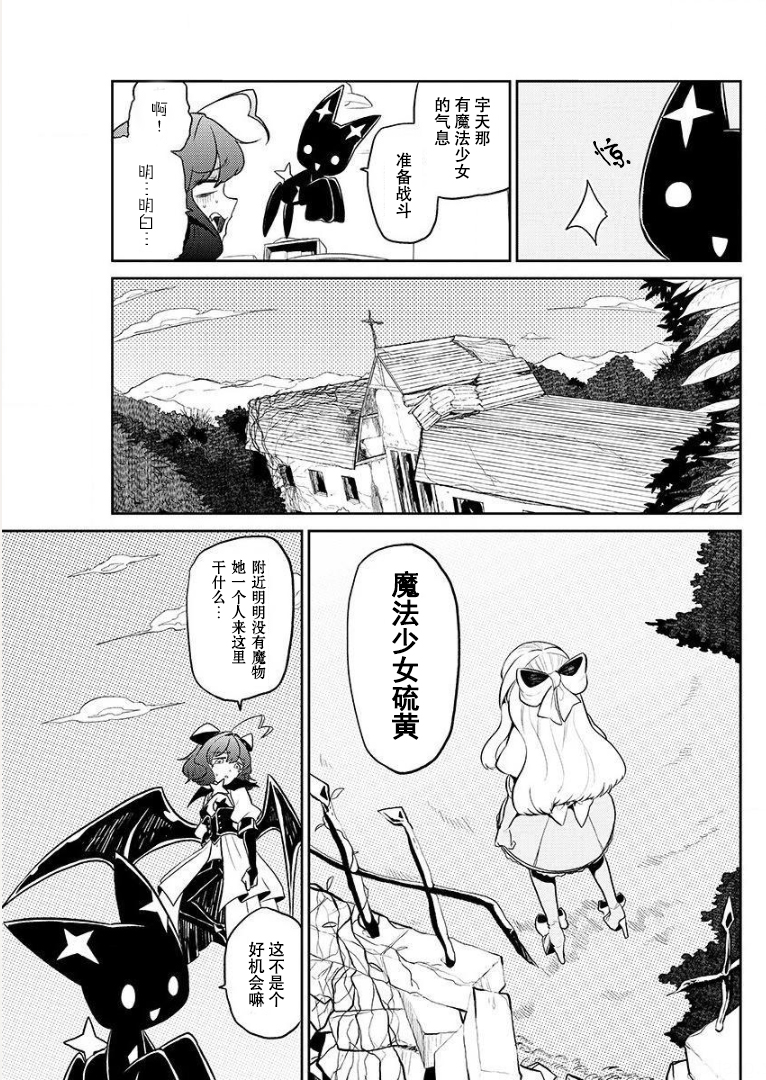 惊
宇天那
有魔法少女
的气息
准备战斗
啊！
明…明白…
魔法少女硫黄
附近明明没有魔物
她一个人来这里
干什么…
这不是个
好机会嘛